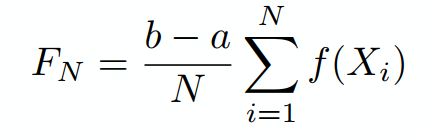 F_N = \frac{b - a}{N} \sum_{i=1}^{N} f(X_i)